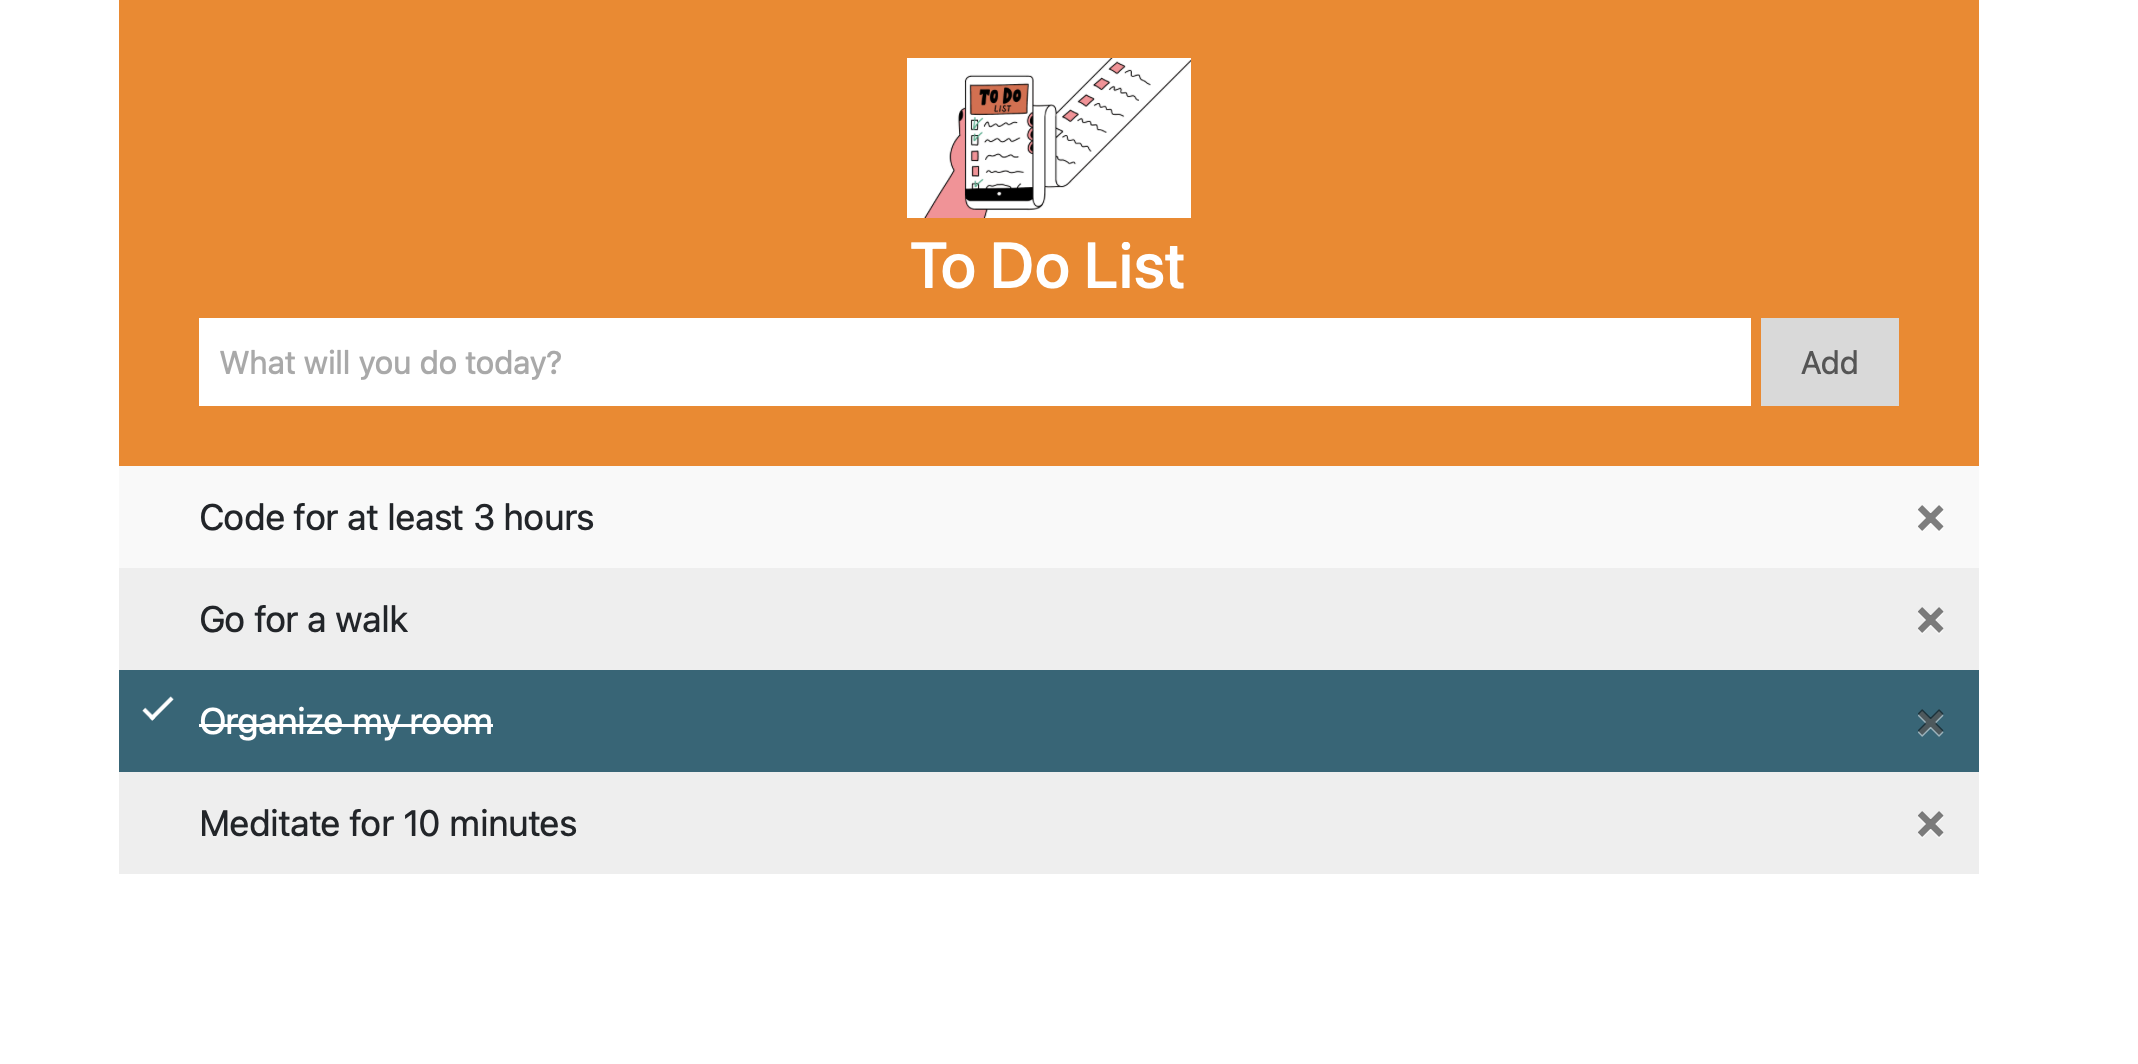 TO DO
LIST
To Do List
What will you do today?
Add
Code for at least 3 hours
Go for a walk
Organize my room
Meditate for 10 minutes